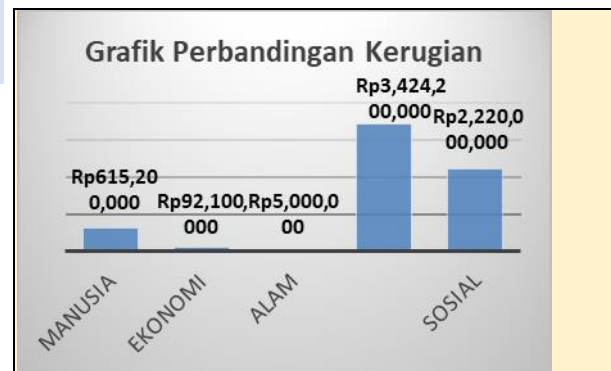 Grafik Perbandingan Kerugian
Rp3,424,2
00,000
Rp2,220,0
00,000
Rp615,20
0,000
Rp92,100,
000
Rp5,000,0
00
MANUSIA
EKONOMI
ALAM
SOSIAL